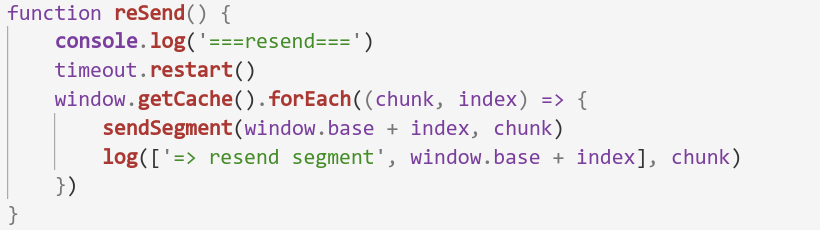 function reSend() {
    console.log('===resend===')
    timeout.restart()
    window.getCache().forEach((chunk, index) => {
        sendSegment(window.base + index, chunk)
        log(['=> resend segment', window.base + index], chunk)
    })
}